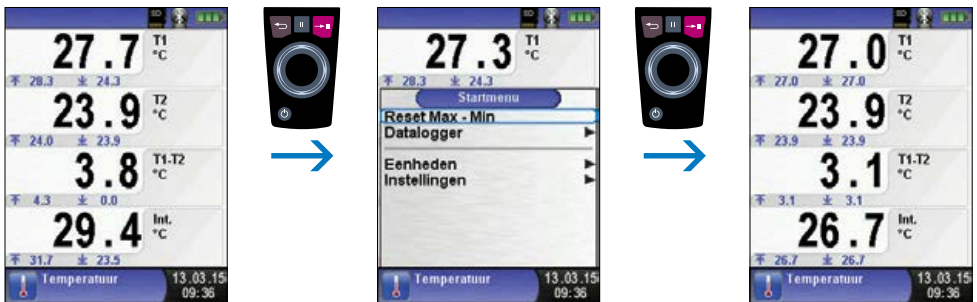 SD
27.7 T1 °C
28.3 24.3
23.9 T2 °C
24.0 23.9
3.8 T1-T2 °C
4.3 0.0
29.4 Int. °C
31.7 23.5
Temperatuur 13.03.15
09:36
SD
27.3 T1 °C
28.3 24.3
Startmenu
Reset Max - Min
Datalogger
Eenheden
Instellingen
Temperatuur 13.03.15
09:36
SD
27.0 T1 °C
27.0 27.0
23.9 T2 °C
23.9 23.9
3.1 T1-T2 °C
3.1 3.1
26.7 Int. °C
26.7 26.7
Temperatuur 13.03.15
09:36